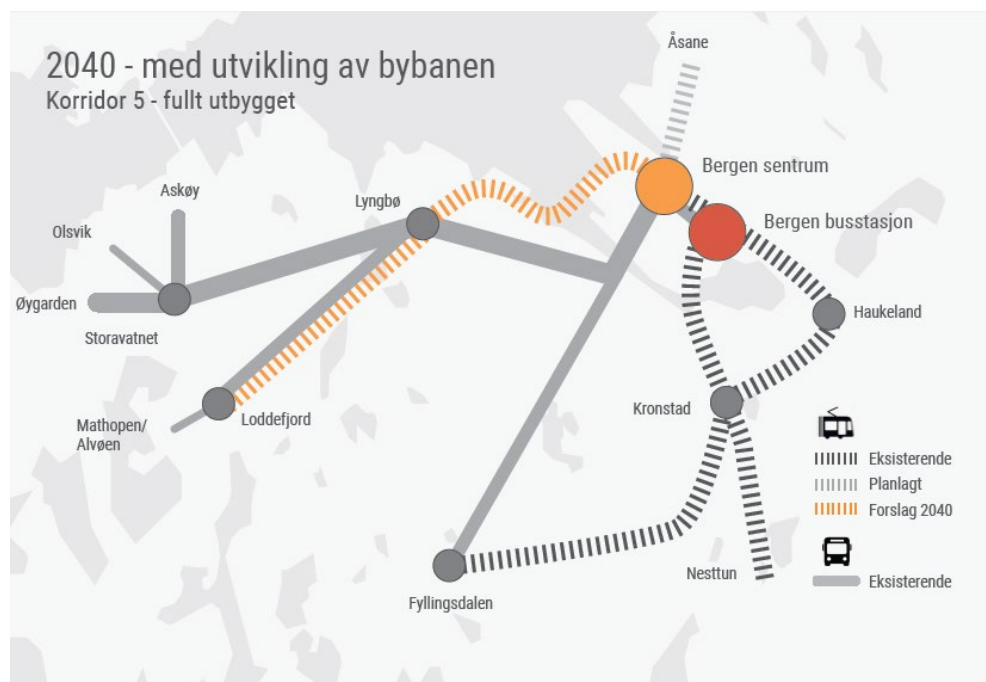 2040 - med utvikling av bybanen
Korridor 5 - fullt utbygget
Åsane
Bergen sentrum
Bergen busstasjon
Askøy
Lyngbø
Olsvik
Øygarden
Storavatnet
Haukeland
Mathopen/
Alvøen
Loddefjord
Kronstad
Nesttun
Fyllingsdalen
Eksisterende
Planlagt
Forslag 2040
Eksisterende